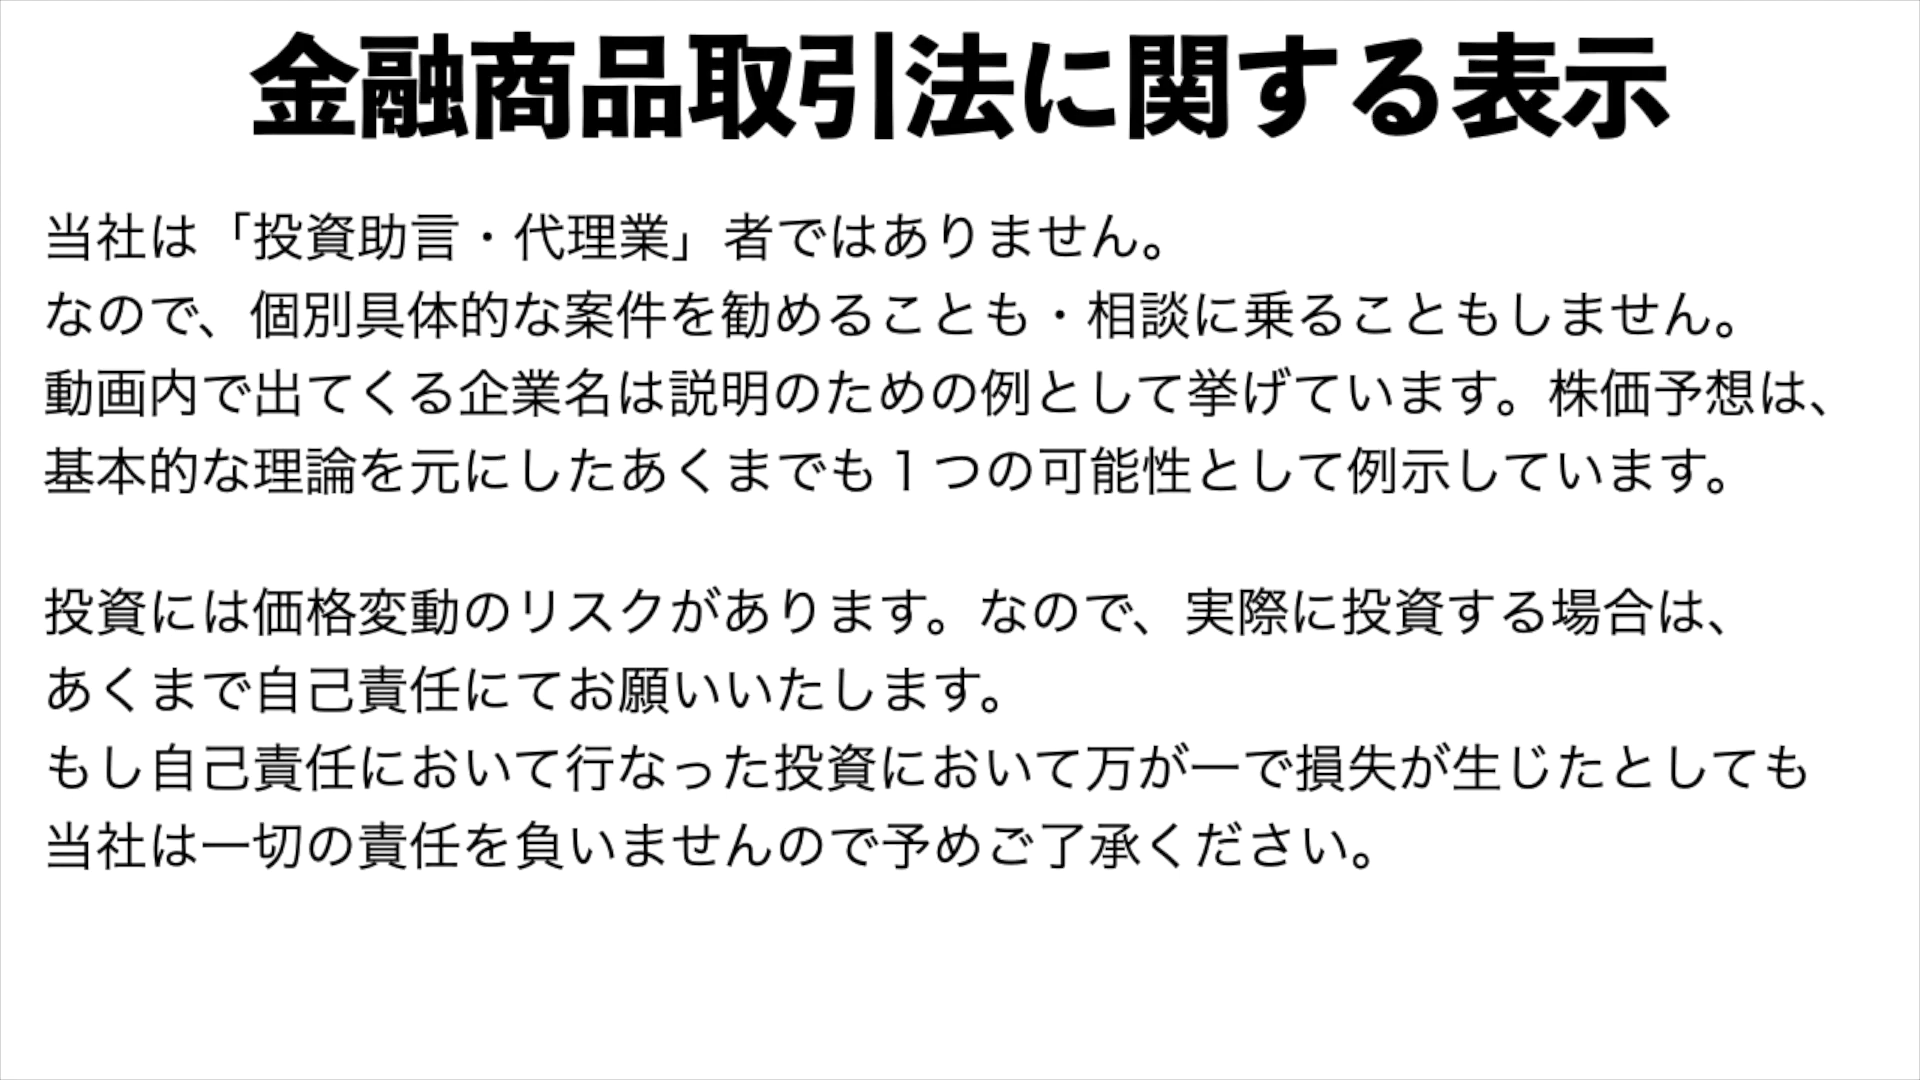 金融商品取引法に関する表示
当社は「投資助言・代理業」者ではありません。
なので、個別具体的な案件を勧めることも・相談に乗ることもしません。
動画内で出てくる企業名は説明のための例として挙げています。株価予想は、
基本的な理論を元にしたあくまでも１つの可能性として例示しています。
投資には価格変動のリスクがあります。なので、実際に投資する場合は、
あくまで自己責任にてお願いいたします。
もし自己責任において行なった投資において万が一で損失が生じたとしても
当社は一切の責任を負いませんので予めご了承ください。